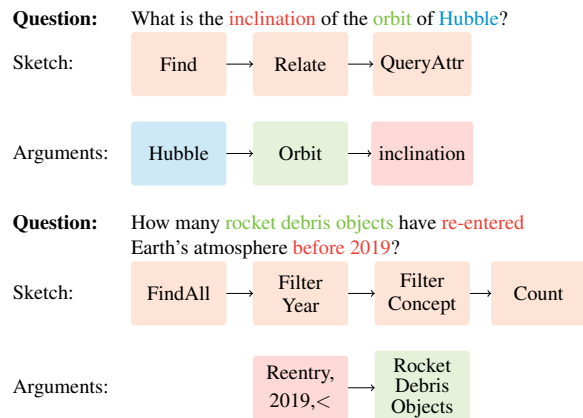 Question: What is the inclination of the orbit of Hubble?
Sketch: Find Relate QueryAttr
Arguments: Hubble Orbit inclination
Question: How many rocket debris objects have re-entered
Earth's atmosphere before 2019?
Sketch: FindAll Filter Year Filter Concept Count
Arguments: Reentry, 2019,< Rocket Debris Objects